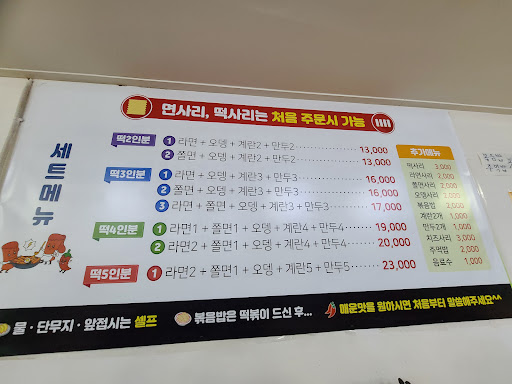 연사리, 떡사리는 처음 주문시 가능
세트메뉴
떡2인분
1 라면 + 오뎅 + 계란2 + 만두2 13,000
2 쫄면 + 오뎅 + 계란2 + 만두2 13,000
떡3인분
1 라면 + 오뎅 + 계란3 + 만두3 16,000
2 쫄면 + 오뎅 + 계란3 + 만두3 16,000
3 라면 + 쫄면 + 오뎅 + 계란3 + 만두3 17,000
떡4인분
1 라면1 + 쫄면1 + 오뎅 + 계란4 + 만두4 19,000
2 라면2 + 쫄면1 + 오뎅 + 계란4 + 만두4 20,000
떡5인분
1 라면2 + 쫄면1 + 오뎅 + 계란5 + 만두5 23,000
추가메뉴
떡사리 3,000
라면사리 2,000
쫄면사리 2,000
오뎅사리 2,000
볶음밥 2,000
계란2개 1,000
만두2개 1,000
치즈사리 3,000
주먹밥 2,000
음료수 1,000
물 · 단무지 · 앞접시는 셀프
볶음밥은 떡볶이 드신 후...
매운맛을 원하시면 처음부터 말씀해주세요^^